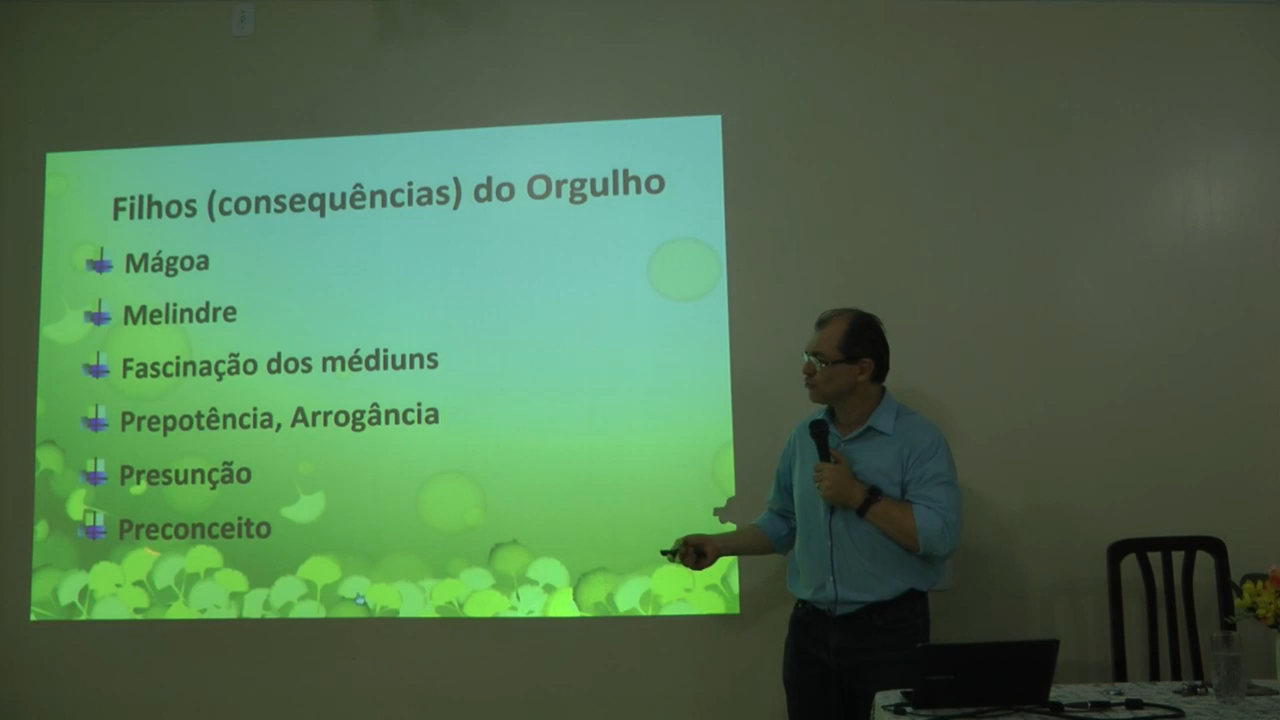 Filhos (consequências) do Orgulho
Mágoa
Melindre
Fascinação dos médiuns
Prepotência, Arrogância
Presunção
Preconceito